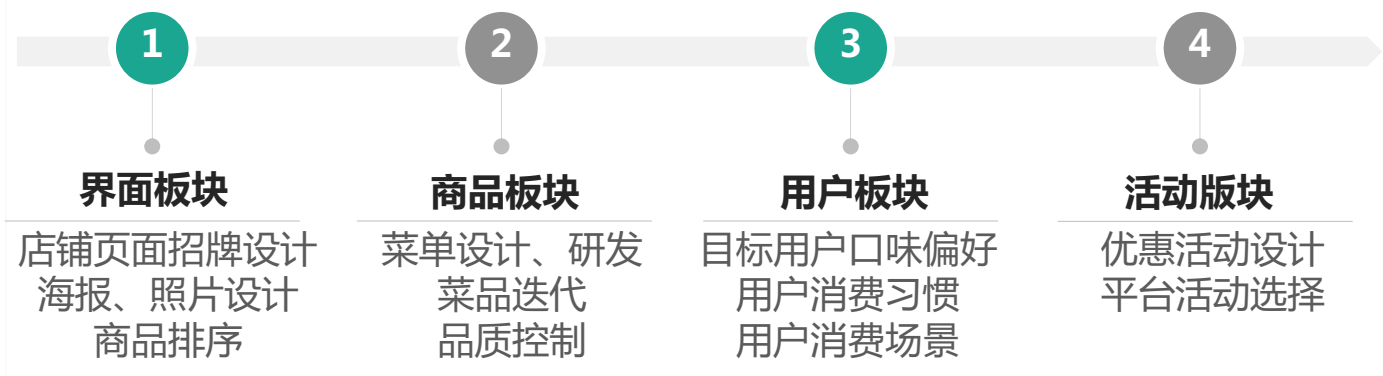 1
2
3
4
界面板块
店铺页面招牌设计
海报、照片设计
商品排序
商品板块
菜单设计、研发
菜品迭代
品质控制
用户板块
目标用户口味偏好
用户消费习惯
用户消费场景
活动版块
优惠活动设计
平台活动选择